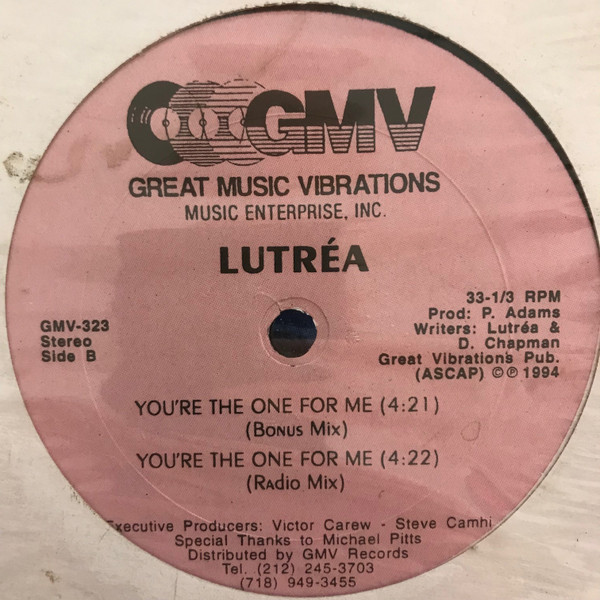 GMV
GREAT MUSIC VIBRATIONS
MUSIC ENTERPRISE, INC.
LUTRÉA
GMV-323
Stereo
Side B
33-1/3 RPM
Prod: P. Adams
Writers: Lutréa &
D. Chapman
Great Vibrations Pub.
(ASCAP) ©℗ 1994
YOU'RE THE ONE FOR ME (4:21)
(BONUS MIX)
YOU'RE THE ONE FOR ME (4:22)
(RADIO MIX)
Executive Producers: Victor Carew - Steve Camhi
Special Thanks to Michael Pitts
Distributed by GMV Records
Tel. (212) 245-3703
(718) 949-3455